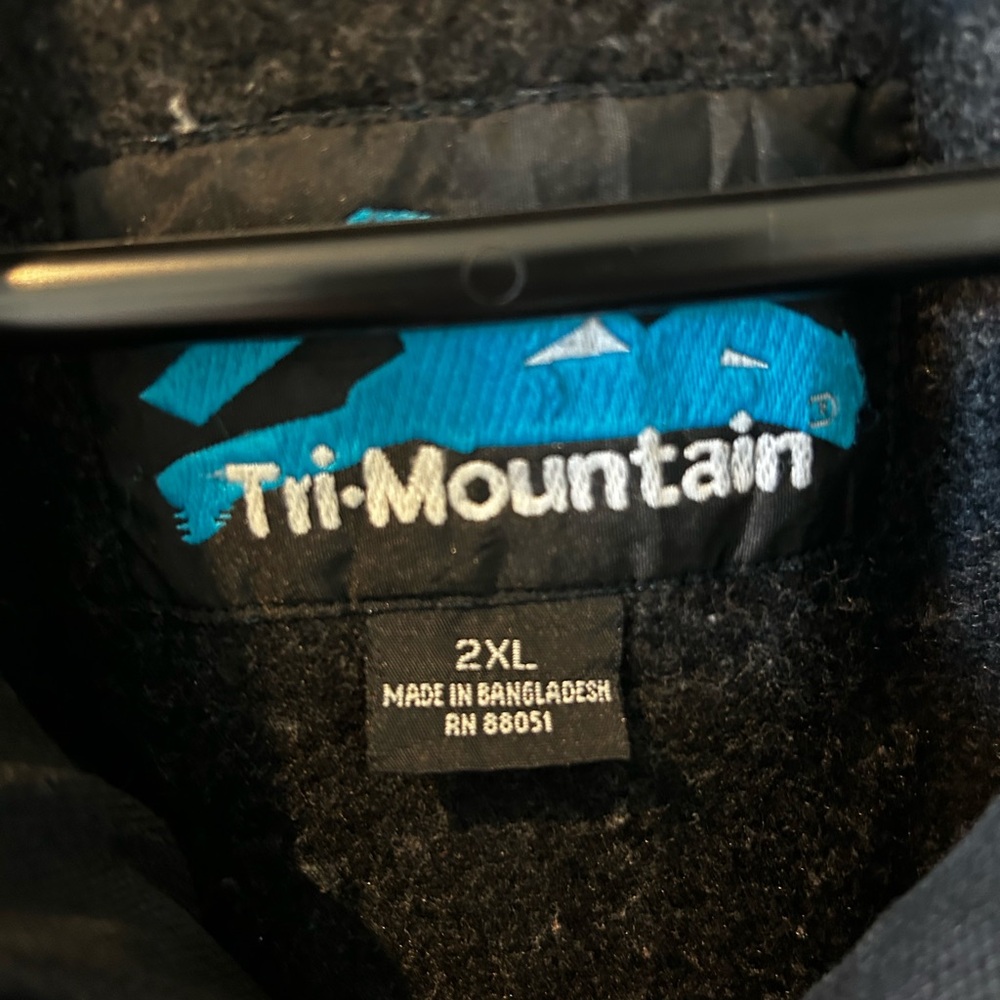 Tri-Mountain®
2XL
MADE IN BANGLADESH
RN 88051